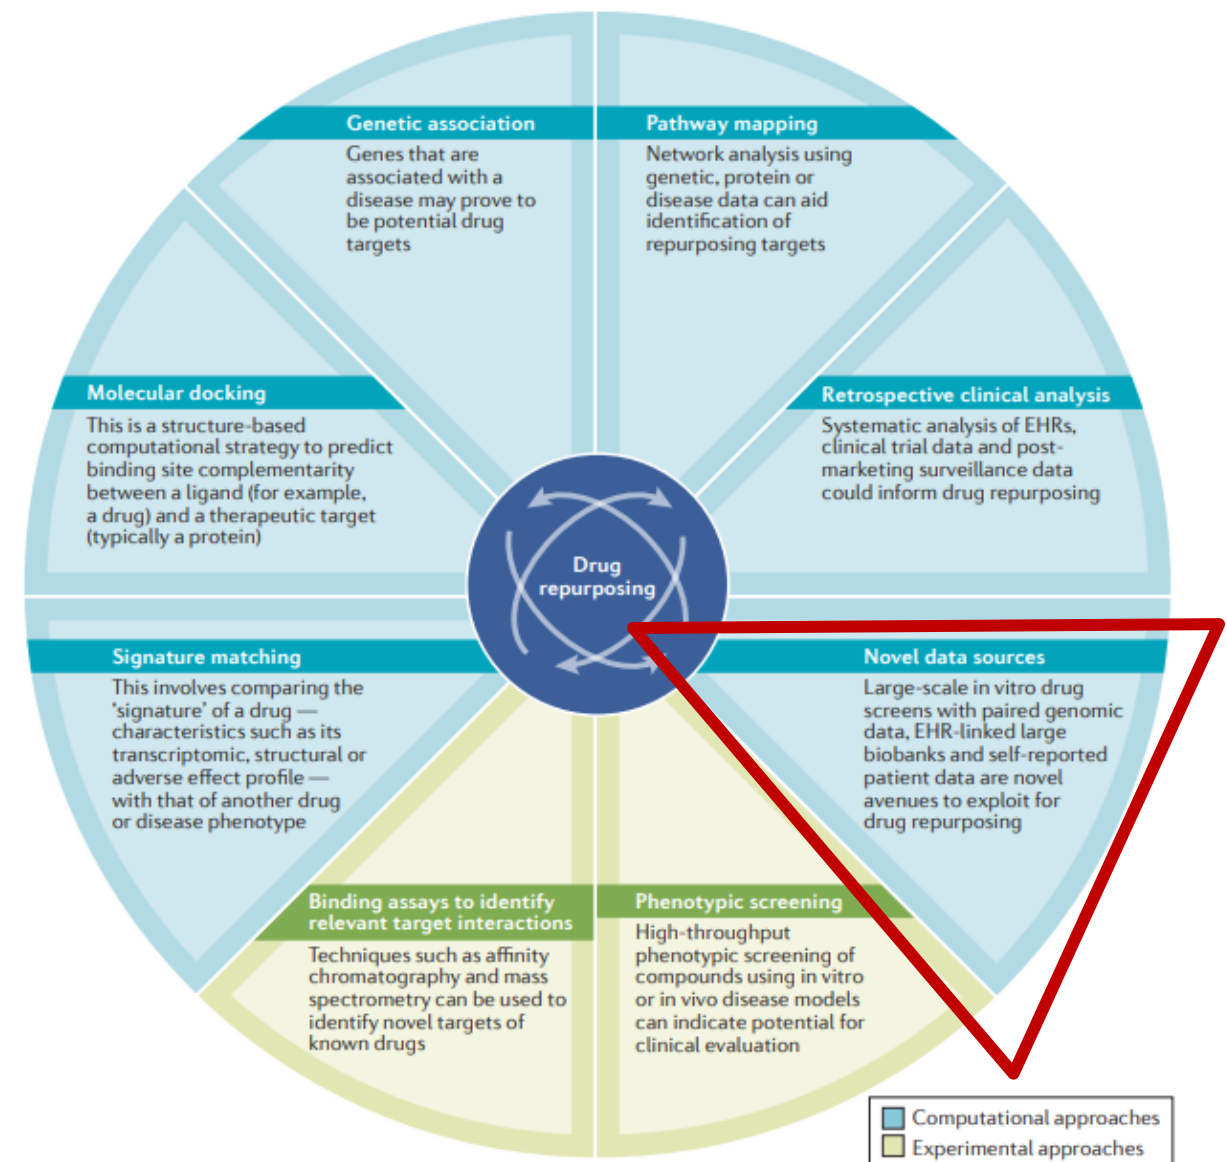 Genetic association
Genes that are
associated with a
disease may prove to
be potential drug
targets
Pathway mapping
Network analysis using
genetic, protein or
disease data can aid
identification of
repurposing targets
Molecular docking
This is a structure-based
computational strategy to predict
binding site complementarity
between a ligand (for example,
a drug) and a therapeutic target
(typically a protein)
Retrospective clinical analysis
Systematic analysis of EHRs,
clinical trial data and post-
marketing surveillance data
could inform drug repurposing
Drug
repurposing
Signature matching
This involves comparing the
‘signature’ of a drug —
characteristics such as its
transcriptomic, structural or
adverse effect profile —
with that of another drug
or disease phenotype
Novel data sources
Large-scale in vitro drug
screens with paired genomic
data, EHR-linked large
biobanks and self-reported
patient data are novel
avenues to exploit for
drug repurposing
Binding assays to identify
relevant target interactions
Techniques such as affinity
chromatography and mass
spectrometry can be used to
identify novel targets of
known drugs
Phenotypic screening
High-throughput
phenotypic screening of
compounds using in vitro
or in vivo disease models
can indicate potential for
clinical evaluation
Computational approaches
Experimental approaches